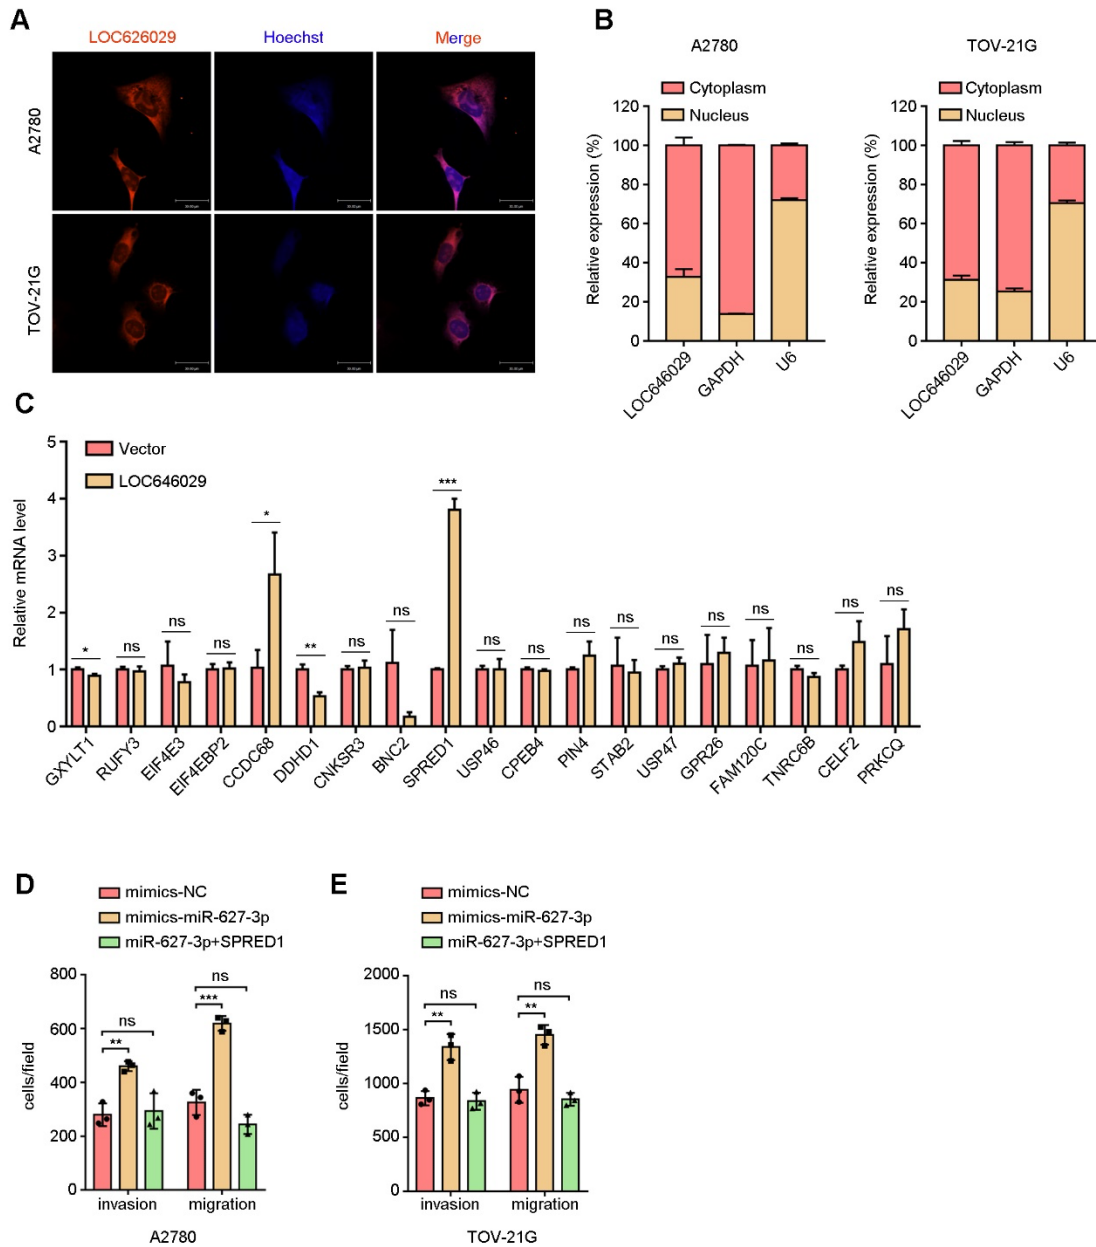 A
LOC626029
Hoechst
Merge
A2780
TOV-21G
B
A2780
Cytoplasm
Nucleus
Relative expression (%)
120
100
80
60
40
20
0
LOC646029
GAPDH
U6
TOV-21G
Cytoplasm
Nucleus
Relative expression (%)
120
100
80
60
40
20
0
LOC646029
GAPDH
U6
C
Vector
LOC646029
Relative mRNA level
5
4
3
2
1
0
* ns ns ns * ** ns ns *** ns ns ns ns ns ns ns ns ns ns
GXYLT1
RUFY3
EIF4E3
EIF4EBP2
CCDC68
DDHD1
CNKSR3
BNC2
SPRED1
USP46
CPEB4
PIN4
STAB2
USP47
GPR26
FAM120C
TNRC6B
CELF2
PRKCQ
D
mimics-NC
mimics-miR-627-3p
miR-627-3p+SPRED1
cells/field
800
600
400
200
0
ns
**
ns
***
invasion
migration
A2780
E
mimics-NC
mimics-miR-627-3p
miR-627-3p+SPRED1
cells/field
2000
1500
1000
500
0
ns
**
ns
**
invasion
migration
TOV-21G